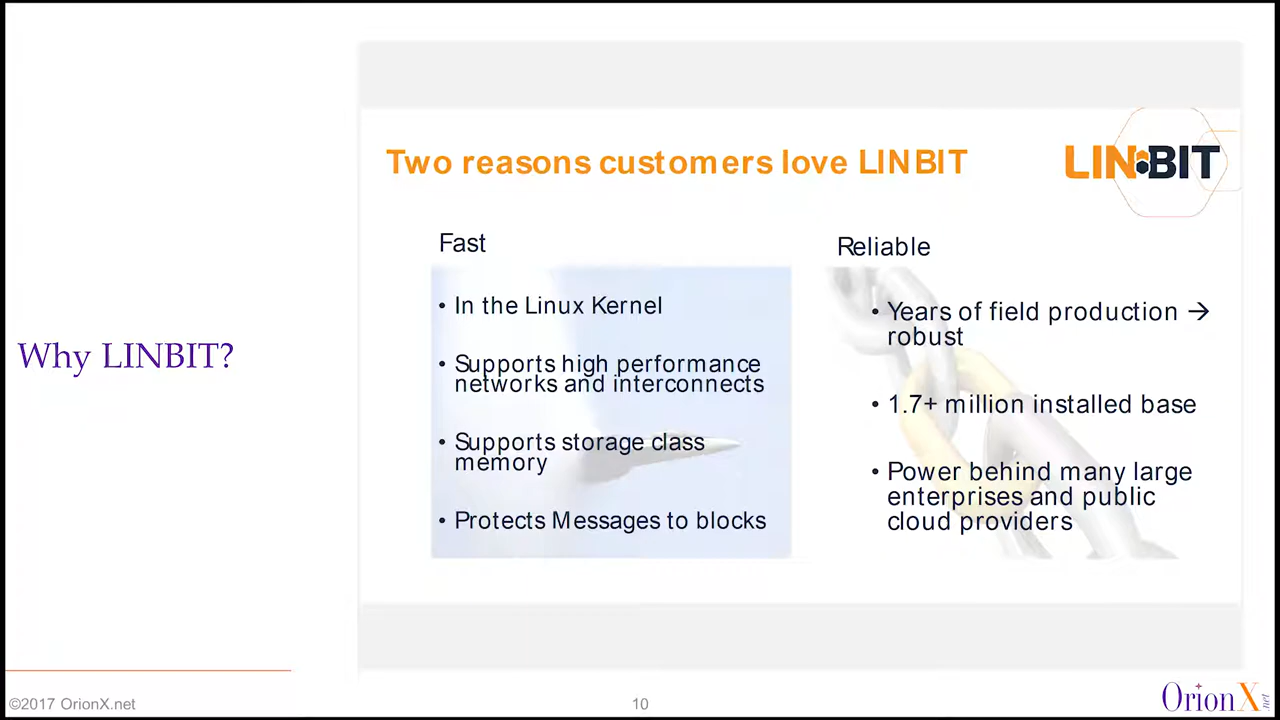 Two reasons customers love LINBIT
LINBIT
Why LINBIT?
Fast
• In the Linux Kernel
• Supports high performance
networks and interconnects
• Supports storage class
memory
• Protects Messages to blocks
Reliable
• Years of field production →
robust
• 1.7+ million installed base
• Power behind many large
enterprises and public
cloud providers
©2017 OrionX.net
10
OrionX.net